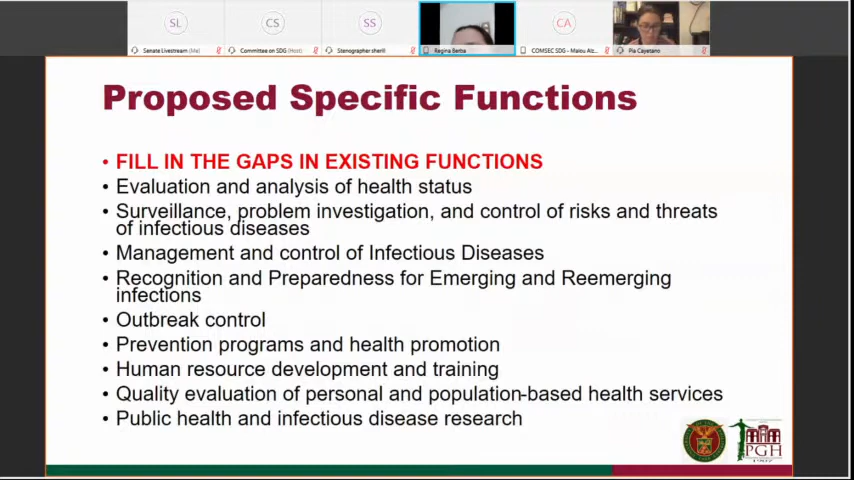 SL
CS
SS
CA
Senate Livestream (Me)
Committee on SDG (Host)
Stenographer sherill
Regina Berba
COMSEC SDG - Malou Alc...
Pia Cayetano
Proposed Specific Functions
• FILL IN THE GAPS IN EXISTING FUNCTIONS
• Evaluation and analysis of health status
• Surveillance, problem investigation, and control of risks and threats
of infectious diseases
• Management and control of Infectious Diseases
• Recognition and Preparedness for Emerging and Reemerging
infections
• Outbreak control
• Prevention programs and health promotion
• Human resource development and training
• Quality evaluation of personal and population-based health services
• Public health and infectious disease research
PGH